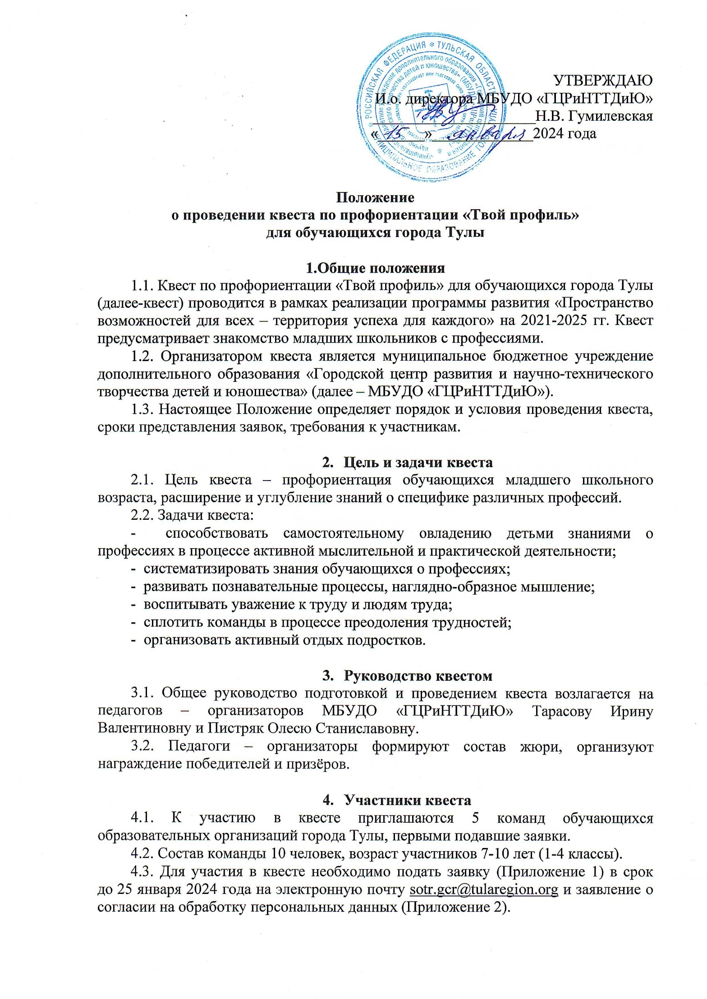 РОССИЙСКАЯ ФЕДЕРАЦИЯ * ТУЛЬСКАЯ ОБЛАСТЬ
УТВЕРЖДАЮ
И.о. директора МБУДО «ГЦРиНТТДиЮ»
Н.В. Гумилевская
« 15 » января 2024 года
Положение
о проведении квеста по профориентации «Твой профиль»
для обучающихся города Тулы
1.Общие положения
1.1. Квест по профориентации «Твой профиль» для обучающихся города Тулы
(далее-квест) проводится в рамках реализации программы развития «Пространство
возможностей для всех – территория успеха для каждого» на 2021-2025 гг. Квест
предусматривает знакомство младших школьников с профессиями.
1.2. Организатором квеста является муниципальное бюджетное учреждение
дополнительного образования «Городской центр развития и научно-технического
творчества детей и юношества» (далее – МБУДО «ГЦРиНТТДиЮ»).
1.3. Настоящее Положение определяет порядок и условия проведения квеста,
сроки представления заявок, требования к участникам.
2. Цель и задачи квеста
2.1. Цель квеста – профориентация обучающихся младшего школьного
возраста, расширение и углубление знаний о специфике различных профессий.
2.2. Задачи квеста:
- способствовать самостоятельному овладению детьми знаниями о
профессиях в процессе активной мыслительной и практической деятельности;
- систематизировать знания обучающихся о профессиях;
- развивать познавательные процессы, наглядно-образное мышление;
- воспитывать уважение к труду и людям труда;
- сплотить команды в процессе преодоления трудностей;
- организовать активный отдых подростков.
3. Руководство квестом
3.1. Общее руководство подготовкой и проведением квеста возлагается на
педагогов – организаторов МБУДО «ГЦРиНТТДиЮ» Тарасову Ирину
Валентиновну и Пистряк Олесю Станиславовну.
3.2. Педагоги – организаторы формируют состав жюри, организуют
награждение победителей и призёров.
4. Участники квеста
4.1. К участию в квесте приглашаются 5 команд обучающихся
образовательных организаций города Тулы, первыми подавшие заявки.
4.2. Состав команды 10 человек, возраст участников 7-10 лет (1-4 классы).
4.3. Для участия в квесте необходимо подать заявку (Приложение 1) в срок
до 25 января 2024 года на электронную почту sotr.gcr@tularegion.org и заявление о
согласии на обработку персональных данных (Приложение 2).